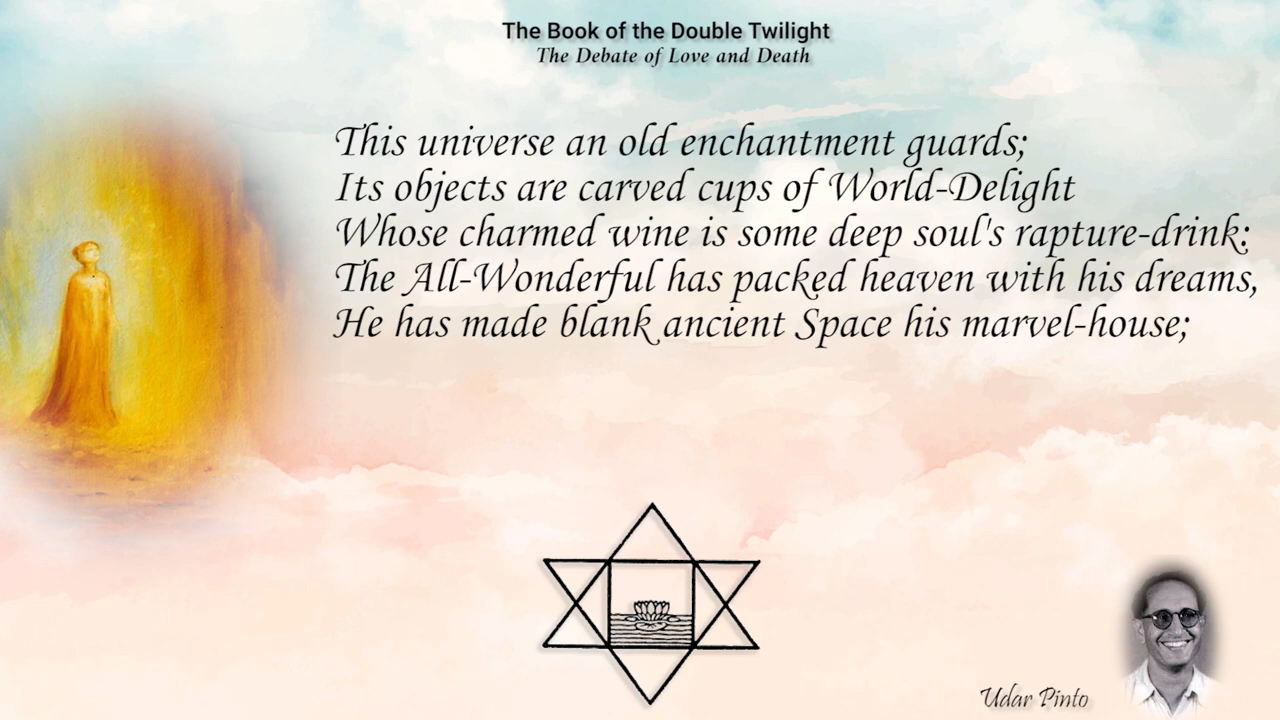 The Book of the Double Twilight
The Debate of Love and Death
This universe an old enchantment guards;
Its objects are carved cups of World-Delight
Whose charmed wine is some deep soul's rapture-drink:
The All-Wonderful has packed heaven with his dreams,
He has made blank ancient Space his marvel-house;
Udar Pinto